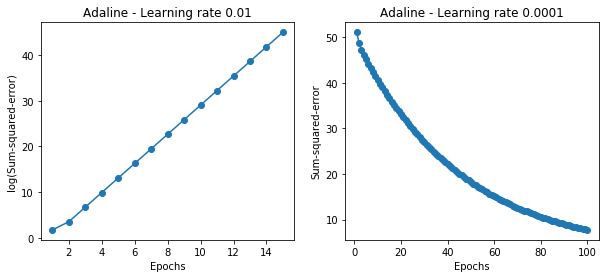 Adaline - Learning rate 0.01
log(Sum-squared-error)
40
30
20
10
0
2 4 6 8 10 12 14
Epochs
Adaline - Learning rate 0.0001
Sum-squared-error
50
40
30
20
10
0 20 40 60 80 100
Epochs